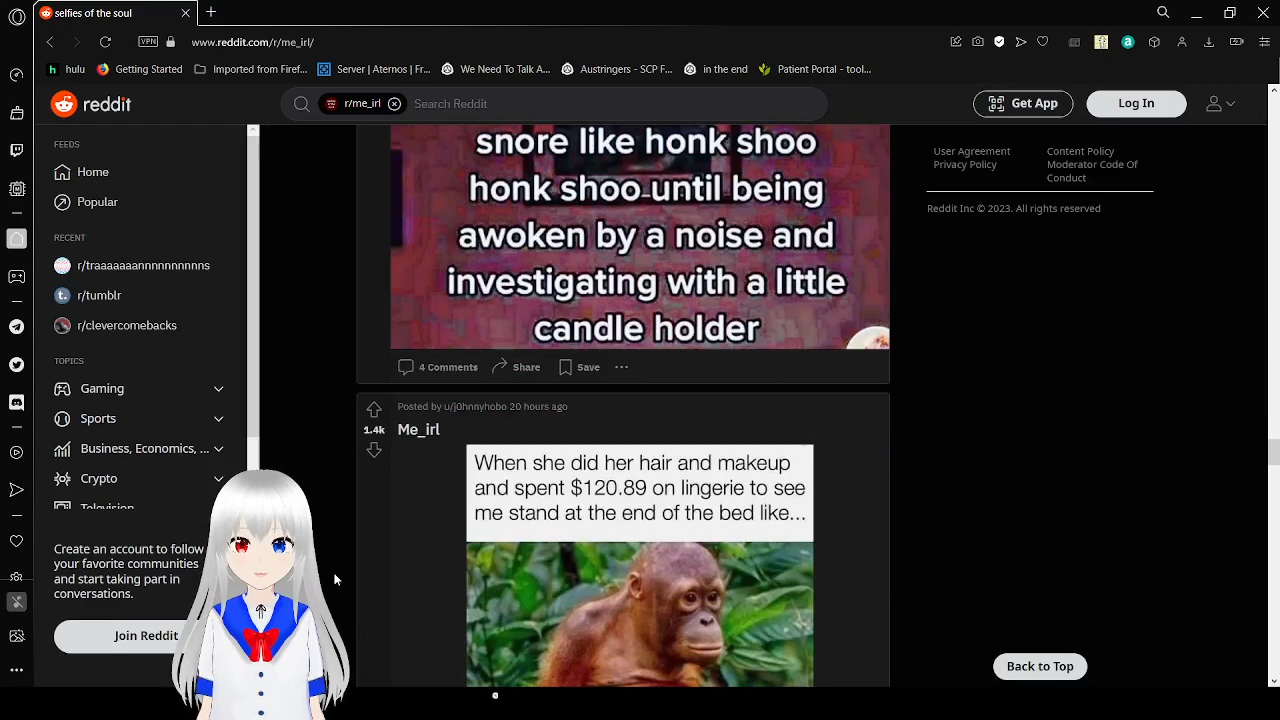 selfies of the soul
VPN
www.reddit.com/r/me_irl/
hulu
Getting Started
Imported from Firef...
Server | Aternos | Fr...
We Need To Talk A...
Austringers - SCP F...
in the end
Patient Portal - tool...
reddit
r/me_irl
Search Reddit
Get App
Log In
FEEDS
Home
Popular
RECENT
r/traaaaaaannnnnnnnnns
r/tumblr
r/clevercomebacks
TOPICS
Gaming
Sports
Business, Economics, ...
Crypto
Television
Create an account to follow
your favorite communities
and start taking part in
conversations.
Join Reddit
snore like honk shoo
honk shoo until being
awoken by a noise and
investigating with a little
candle holder
4 Comments
Share
Save
1.4k
Posted by u/j0hnnyhobo 20 hours ago
Me_irl
When she did her hair and makeup
and spent $120.89 on lingerie to see
me stand at the end of the bed like...
User Agreement
Privacy Policy
Content Policy
Moderator Code Of
Conduct
Reddit Inc © 2023. All rights reserved
Back to Top